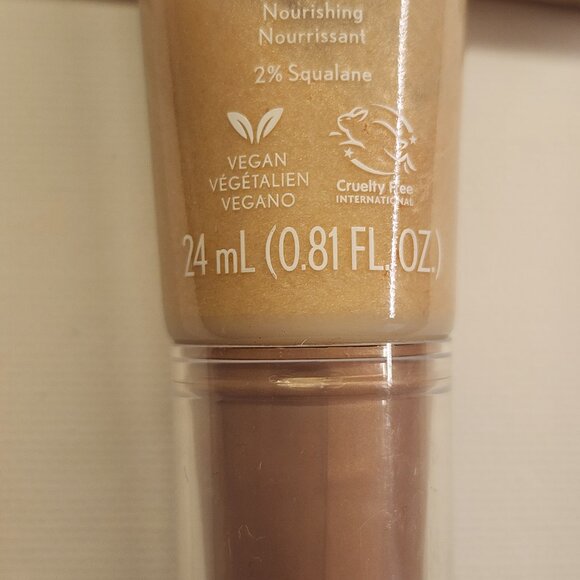 Nourishing
Nourrissant
2% Squalane
VEGAN
VÉGÉTALIEN
VEGANO
Cruelty Free
INTERNATIONAL
24 mL (0.81 FL. OZ.)